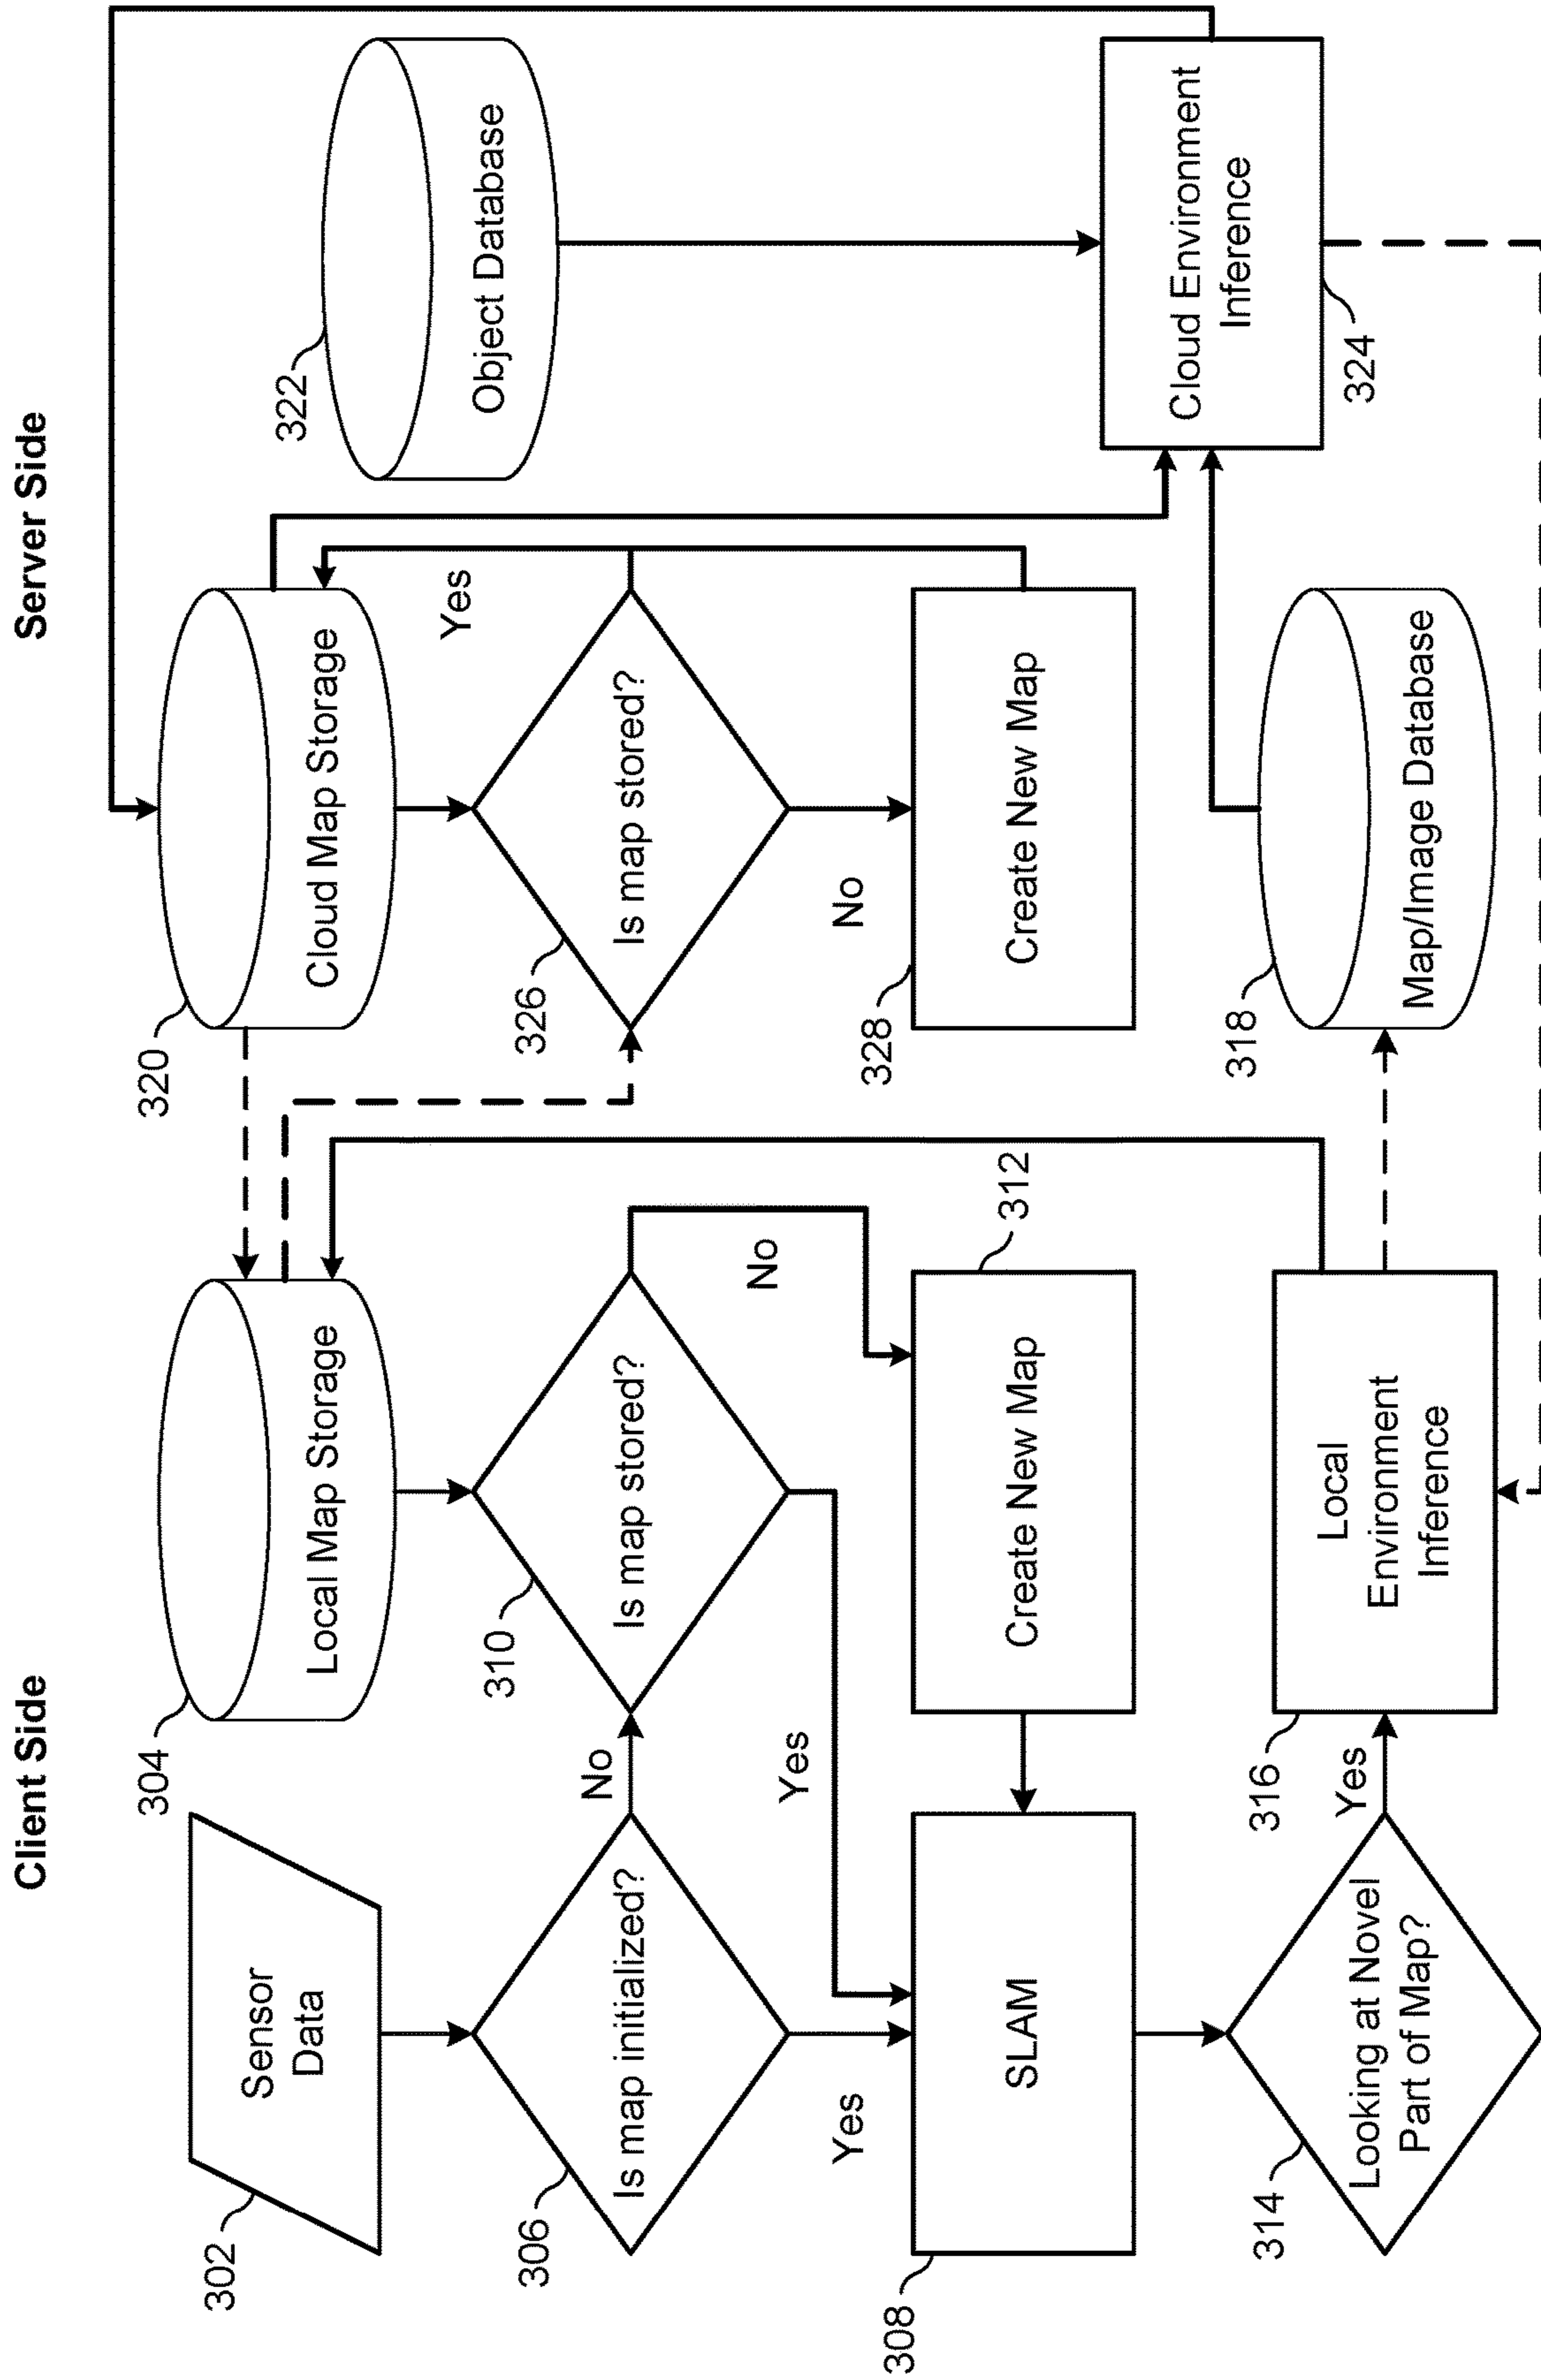 Client Side
Server Side
302
Sensor
Data
304
Local Map Storage
320
Cloud Map Storage
322
Object Database
306
Is map initialized?
No
Yes
310
Is map stored?
No
Yes
326
Is map stored?
Yes
No
308
SLAM
312
Create New Map
328
Create New Map
324
Cloud Environment
Inference
314
Looking at Novel
Part of Map?
Yes
316
Local
Environment
Inference
318
Map/Image Database